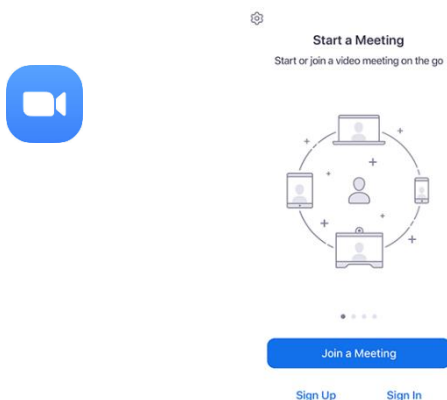 Start a Meeting
Start or join a video meeting on the go
Join a Meeting
Sign Up Sign In